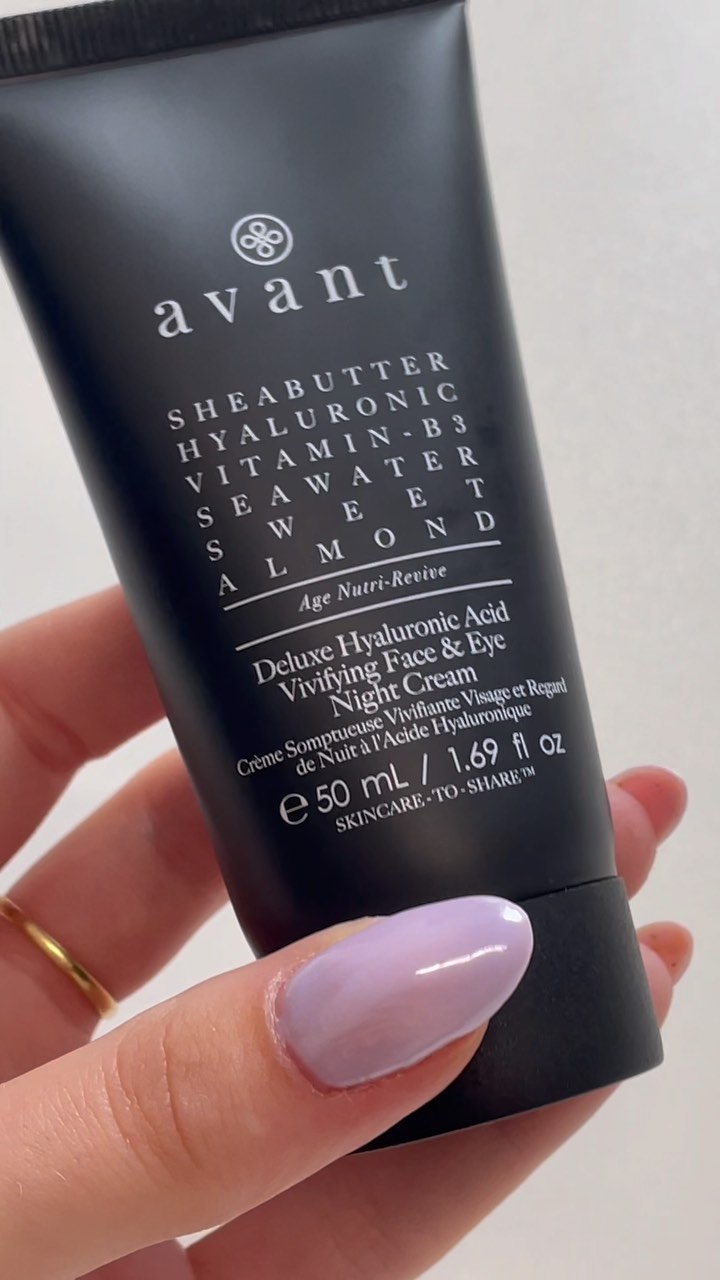 avant
SHEABUTTER
HYALURONIC
VITAMIN-B3
SEAWATER
SWEET
ALMOND
Age Nutri-Revive
Deluxe Hyaluronic Acid
Vivifying Face & Eye
Night Cream
Crème Somptueuse Vivifiante Visage et Regard
de Nuit à l'Acide Hyaluronique
℮ 50 mL / 1.69 fl oz
SKINCARE-TO-SHARE™